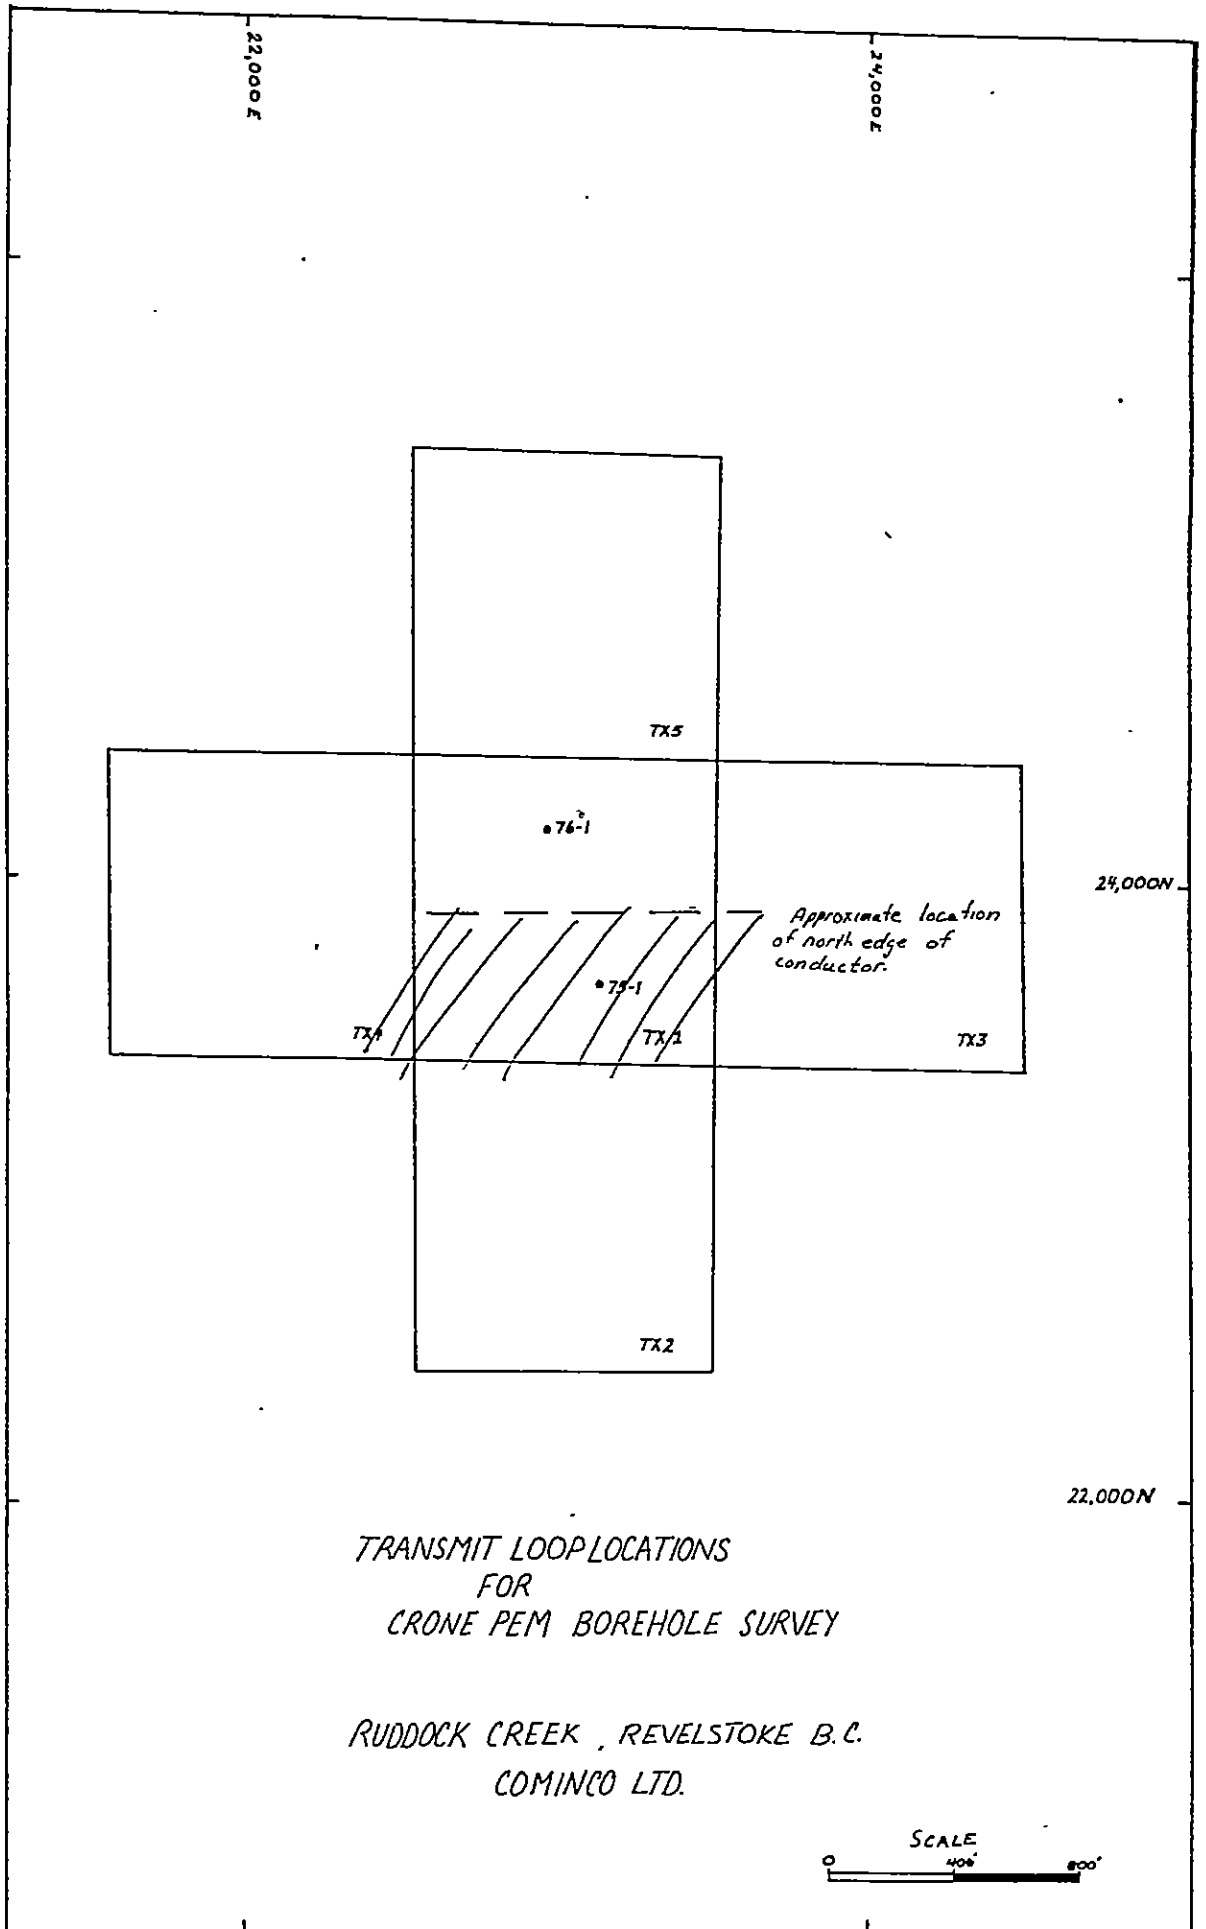 22,000E
24,000E
TX5
76-1
24,000N
Approximate location
of north edge of
conductor.
75-1
TX4
TX1
TX3
TX2
22,000N
TRANSMIT LOOP LOCATIONS
FOR
CRONE PEM BOREHOLE SURVEY
RUDDOCK CREEK, REVELSTOKE B.C.
COMINCO LTD.
SCALE
0 400' 800'